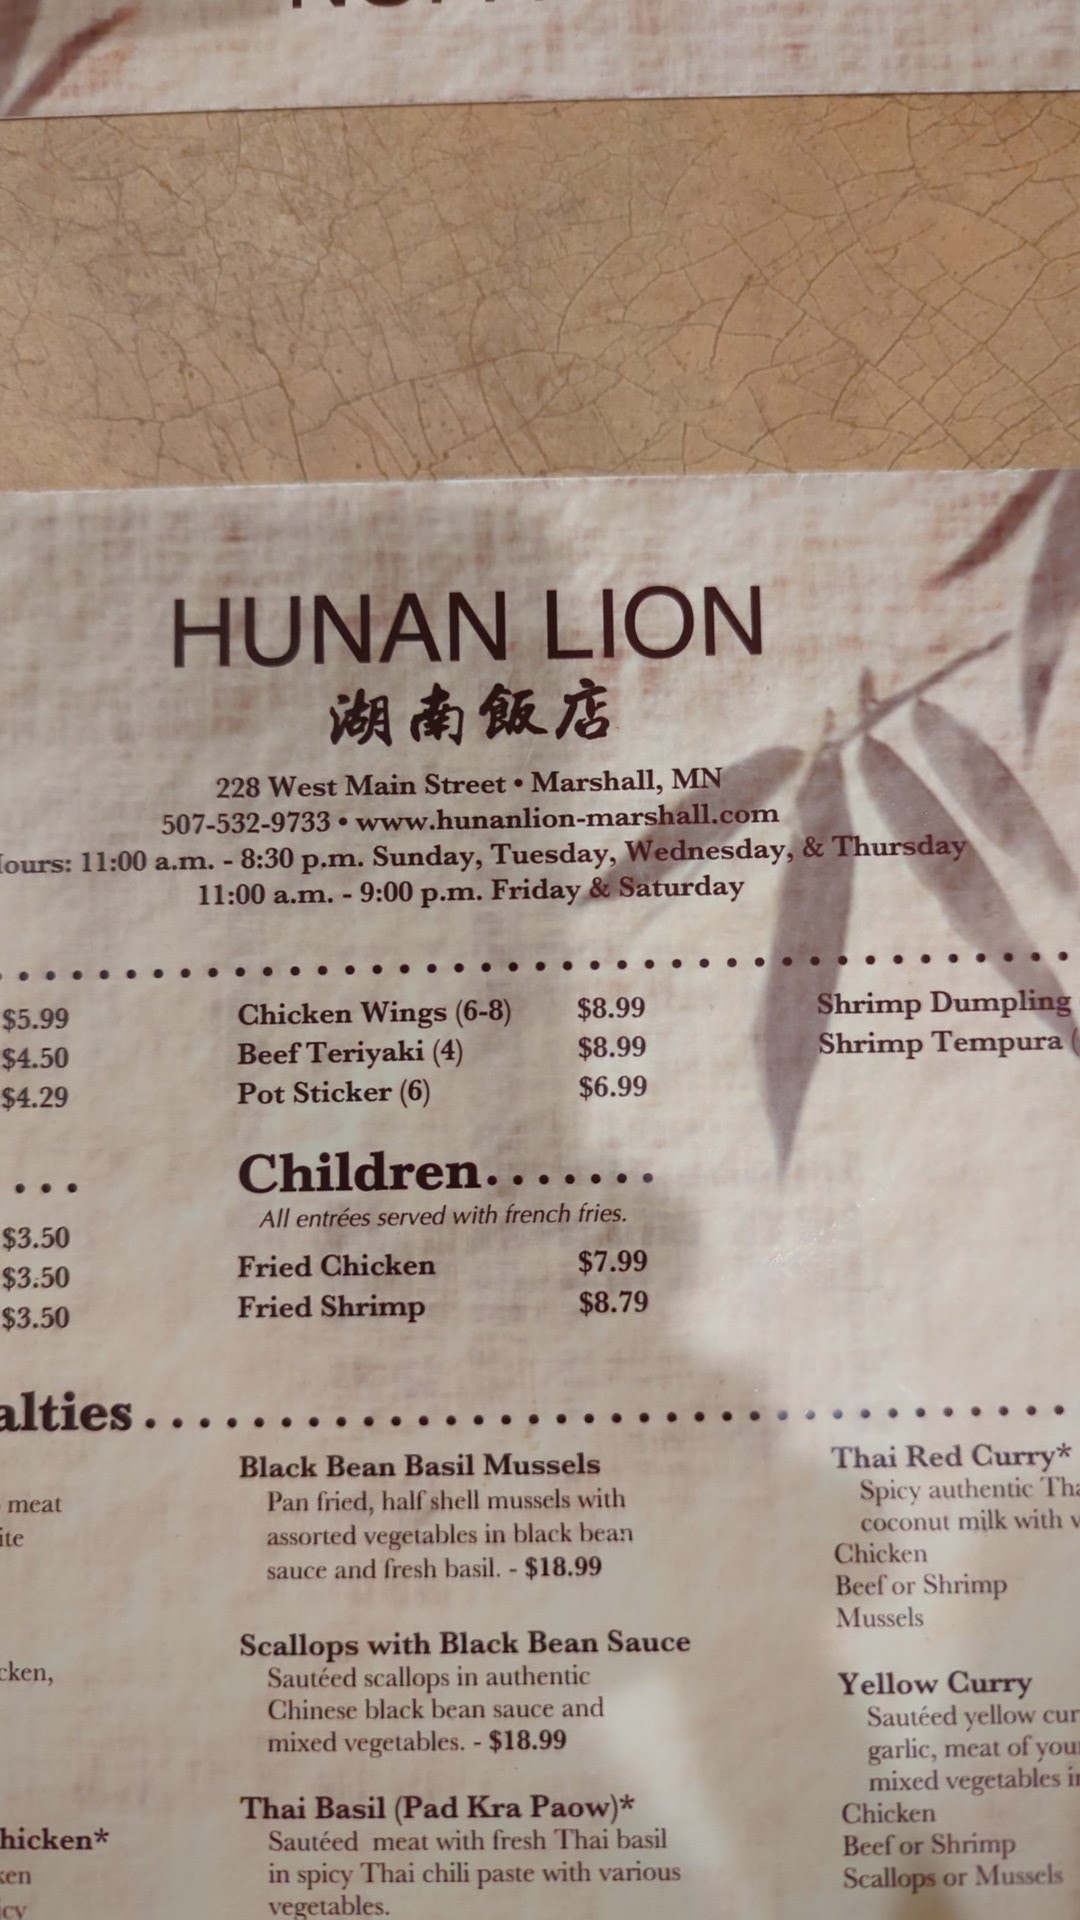 HUNAN LION
湖南飯店
228 West Main Street • Marshall, MN
507-532-9733 • www.hunanlion-marshall.com
11:00 a.m. - 8:30 p.m. Sunday, Tuesday, Wednesday, & Thursday
11:00 a.m. - 9:00 p.m. Friday & Saturday
$5.99
$4.50
$4.29
Chicken Wings (6-8) $8.99
Beef Teriyaki (4) $8.99
Pot Sticker (6) $6.99
Shrimp Dumpling
Shrimp Tempura (
$3.50
$3.50
$3.50
Children.......
All entrées served with french fries.
Fried Chicken $7.99
Fried Shrimp $8.79
meat
Black Bean Basil Mussels
Pan fried, half shell mussels with
assorted vegetables in black bean
sauce and fresh basil. - $18.99
Scallops with Black Bean Sauce
Sautéed scallops in authentic
Chinese black bean sauce and
mixed vegetables. - $18.99
Thai Basil (Pad Kra Paow)*
Sautéed meat with fresh Thai basil
in spicy Thai chili paste with various
vegetables.
Thai Red Curry*
Spicy authentic
coconut milk with
Chicken
Beef or Shrimp
Mussels
Yellow Curry
Sautéed yellow
garlic, meat of
mixed vegetables
Chicken
Beef or Shrimp
Scallops or Mussels